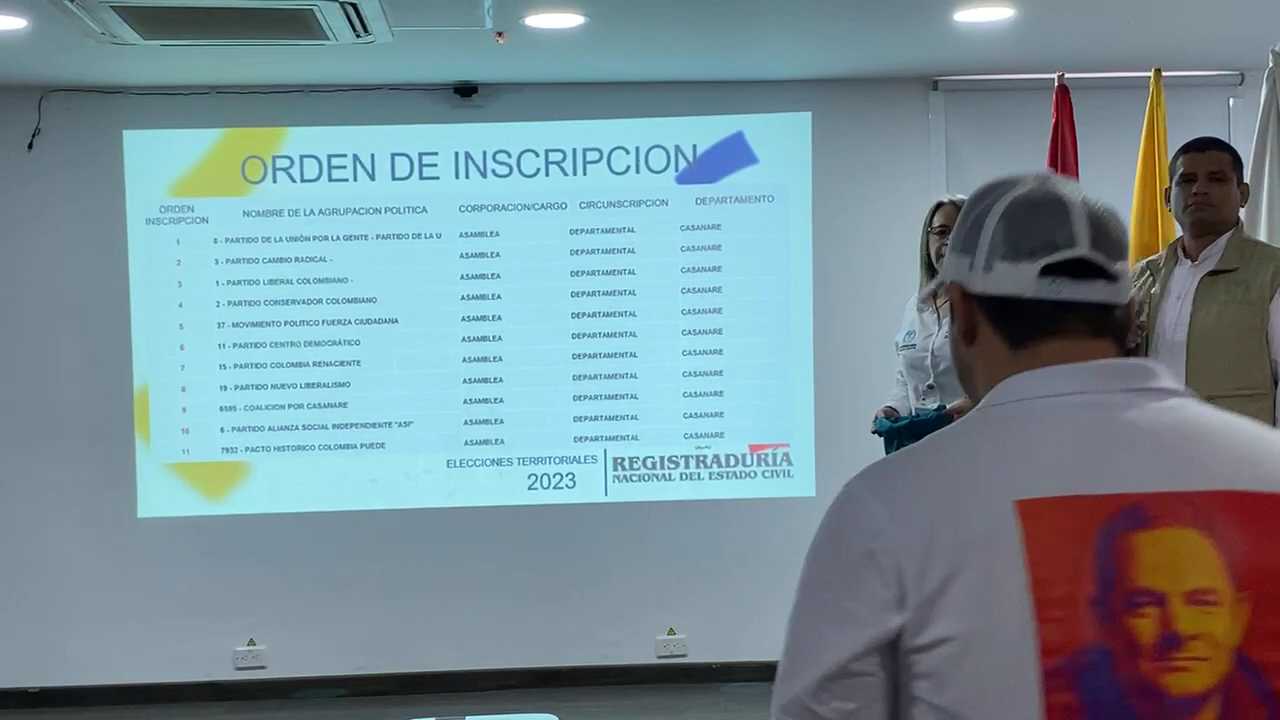 ORDEN DE INSCRIPCION
ORDEN INSCRIPCION NOMBRE DE LA AGRUPACION POLITICA CORPORACION/CARGO CIRCUNSCRIPCION DEPARTAMENTO
1 8 - PARTIDO DE LA UNIÓN POR LA GENTE - PARTIDO DE LA U ASAMBLEA DEPARTAMENTAL CASANARE
2 3 - PARTIDO CAMBIO RADICAL - ASAMBLEA DEPARTAMENTAL CASANARE
3 1 - PARTIDO LIBERAL COLOMBIANO - ASAMBLEA DEPARTAMENTAL CASANARE
4 2 - PARTIDO CONSERVADOR COLOMBIANO ASAMBLEA DEPARTAMENTAL CASANARE
5 37 - MOVIMIENTO POLITICO FUERZA CIUDADANA ASAMBLEA DEPARTAMENTAL CASANARE
6 11 - PARTIDO CENTRO DEMOCRÁTICO ASAMBLEA DEPARTAMENTAL CASANARE
7 15 - PARTIDO COLOMBIA RENACIENTE ASAMBLEA DEPARTAMENTAL CASANARE
8 19 - PARTIDO NUEVO LIBERALISMO ASAMBLEA DEPARTAMENTAL CASANARE
9 6595 - COALICION POR CASANARE ASAMBLEA DEPARTAMENTAL CASANARE
10 6 - PARTIDO ALIANZA SOCIAL INDEPENDIENTE "ASI" ASAMBLEA DEPARTAMENTAL CASANARE
11 7932 - PACTO HISTORICO COLOMBIA PUEDE ASAMBLEA DEPARTAMENTAL CASANARE
ELECCIONES TERRITORIALES
2023
REGISTRADURÍA
NACIONAL DEL ESTADO CIVIL